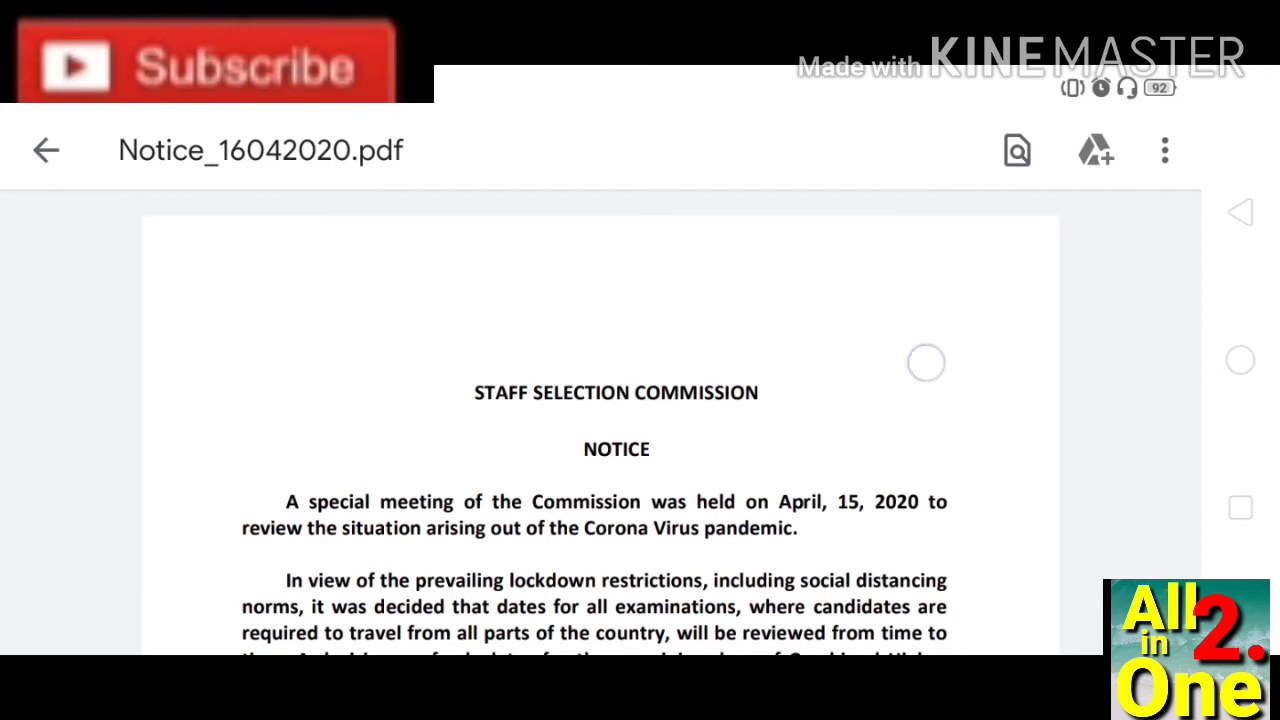 Subscribe
Made with KINEMASTER
92
Notice_16042020.pdf
STAFF SELECTION COMMISSION
NOTICE
A special meeting of the Commission was held on April, 15, 2020 to
review the situation arising out of the Corona Virus pandemic.
In view of the prevailing lockdown restrictions, including social distancing
norms, it was decided that dates for all examinations, where candidates are
required to travel from all parts of the country, will be reviewed from time to
All 2.
in
One